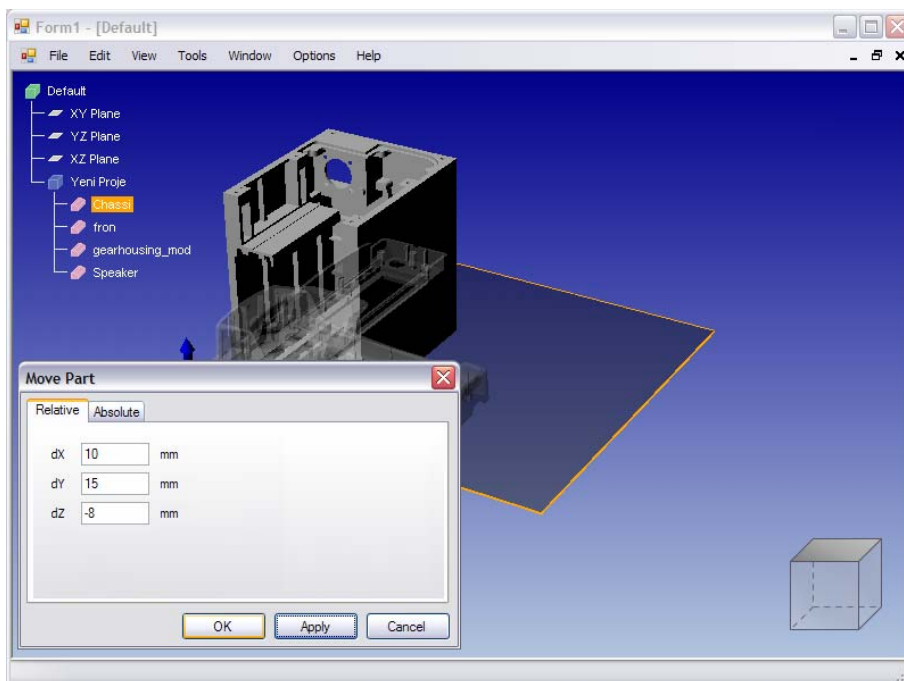 Form1 - [Default]
File Edit View Tools Window Options Help
Default
XY Plane
YZ Plane
XZ Plane
Yeni Proje
Chassi
fron
gearhousing_mod
Speaker
Move Part
Relative Absolute
dX 10 mm
dY 15 mm
dZ -8 mm
OK Apply Cancel